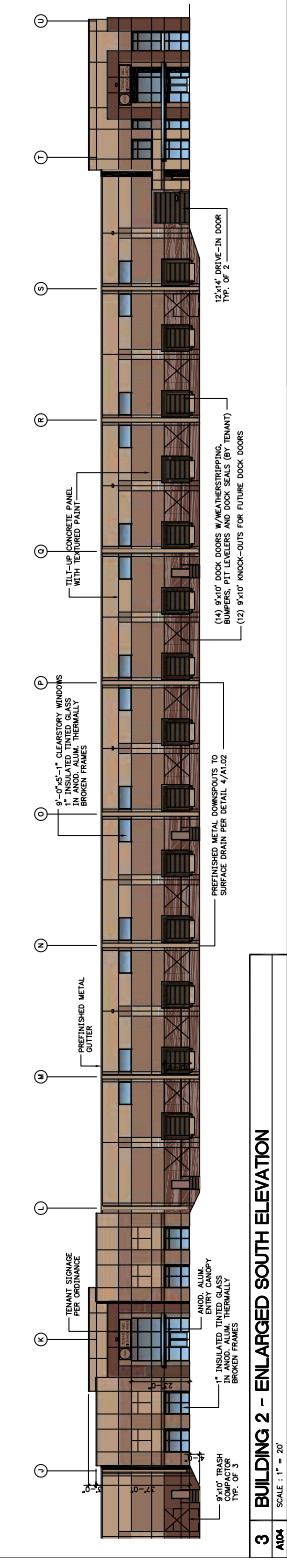 J
K
L
M
N
O
P
Q
R
S
T
U
TENANT SIGNAGE
PER ORDINANCE
PREFINISHED METAL
GUTTER
9'-0"x5'-1" CLEARSTORY WINDOWS
1" INSULATED TINTED GLASS
IN ANOD. ALUM. THERMALLY
BROKEN FRAMES
TILT-UP CONCRETE PANEL
WITH TEXTURED PAINT
9'x10' TRASH
COMPACTOR
TYP. OF 3
1" INSULATED TINTED GLASS
IN ANOD. ALUM. THERMALLY
BROKEN FRAMES
ANOD. ALUM.
ENTRY CANOPY
PREFINISHED METAL DOWNSPOUTS TO
SURFACE DRAIN PER DETAIL 4/A1.02
(14) 9'x10' DOCK DOORS W/WEATHERSTRIPPING,
BUMPERS, PIT LEVELERS AND DOCK SEALS (BY TENANT)
(12) 9'x10' KNOCK-OUTS FOR FUTURE DOCK DOORS
12'x14' DRIVE-IN DOOR
TYP. OF 2
37'-0"
3 BUILDING 2 - ENLARGED SOUTH ELEVATION
A1.04 SCALE : 1" = 20'